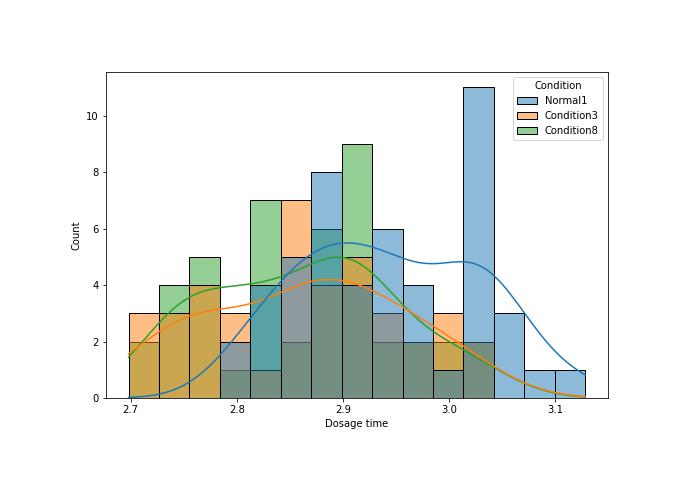 Condition
Normal1
Condition3
Condition8
Count
10
8
6
4
2
0
2.7 2.8 2.9 3.0 3.1
Dosage time